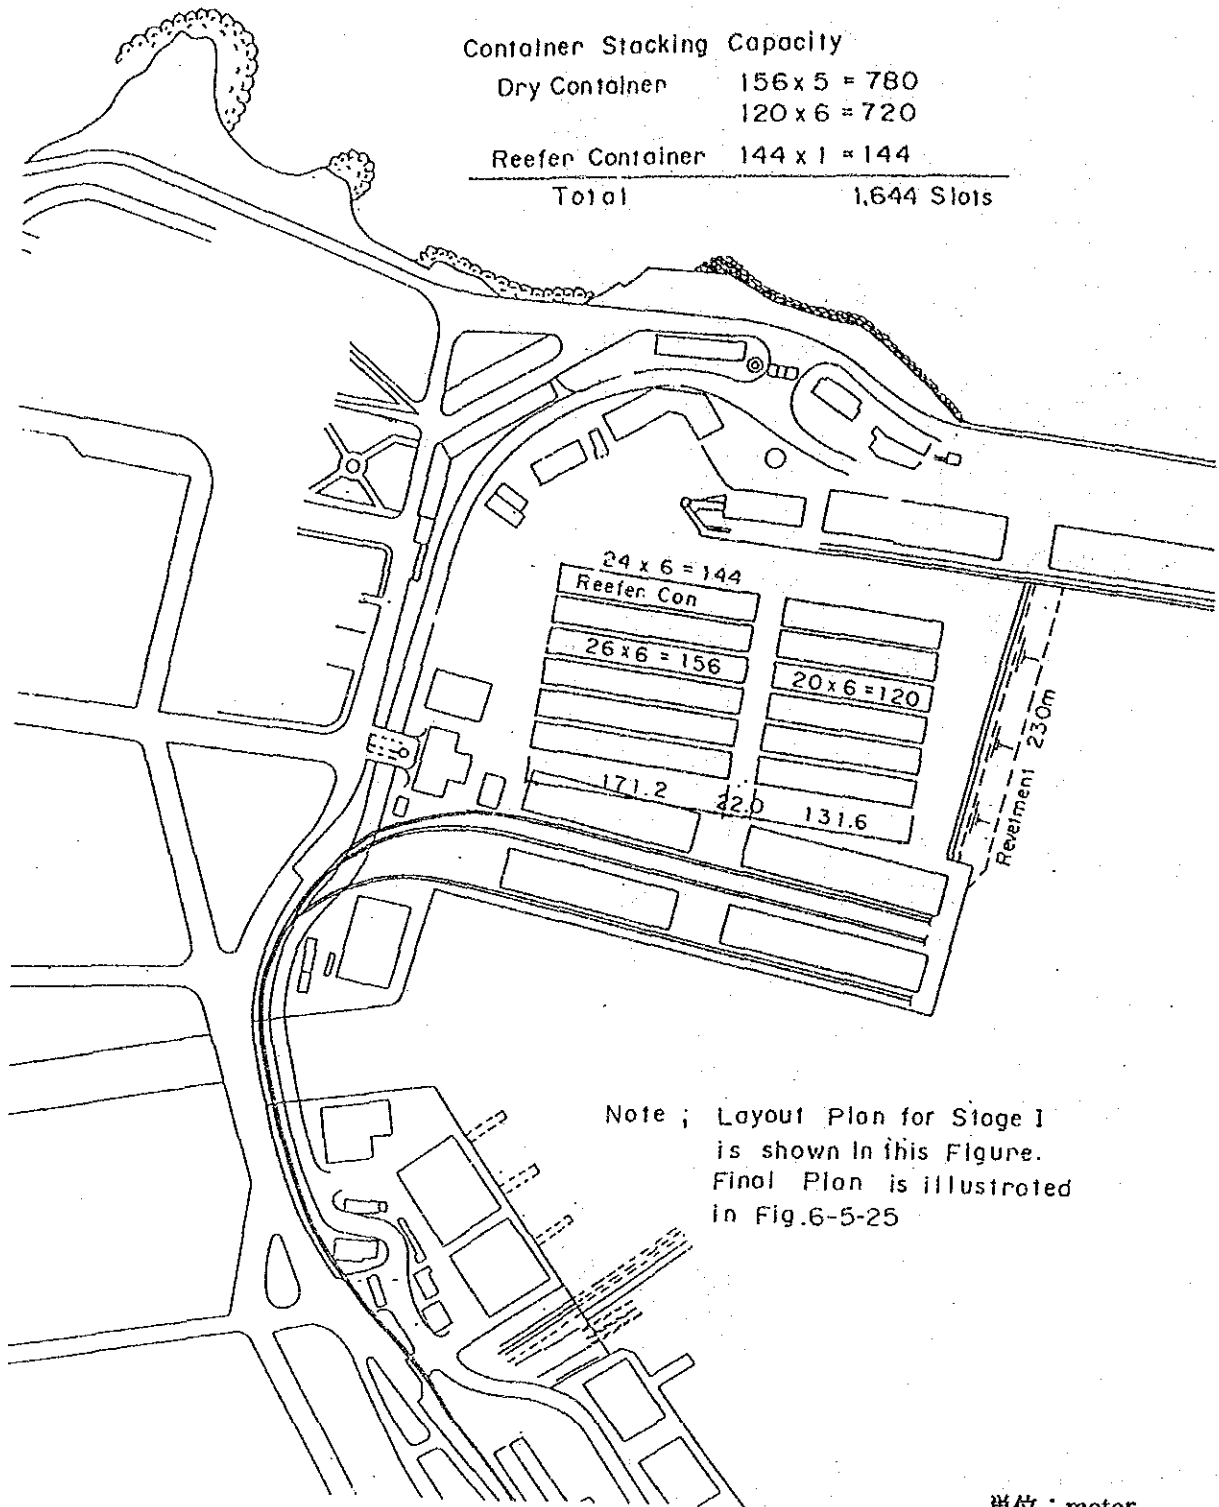 Container Stacking Capacity
Dry Container 156 x 5 = 780
120 x 6 = 720
Reefer Container 144 x 1 = 144
Total 1,644 Slots
24 x 6 = 144
Reefer Con
26 x 6 = 156
20 x 6 = 120
171.2 22.0 131.6
Revetment 230m
Note ; Layout Plan for Stage I
is shown in this Figure.
Final Plan is illustrated
in Fig.6-5-25
単位：meter